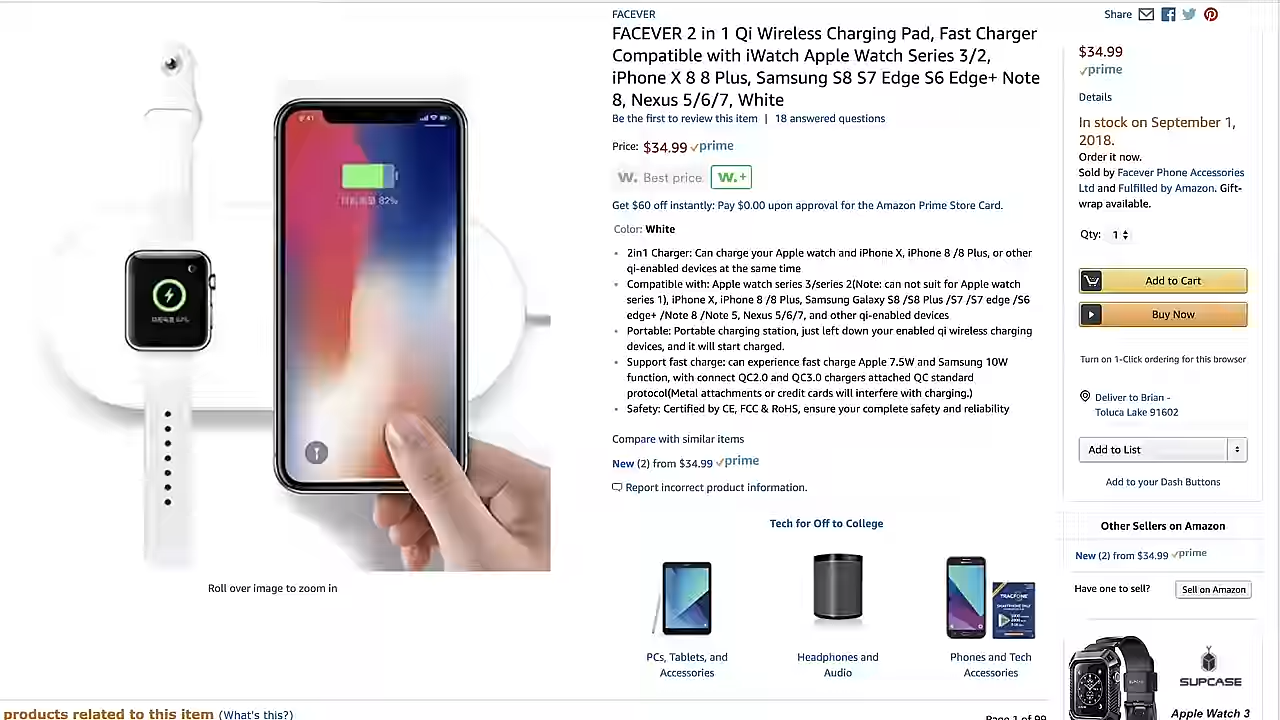 FACEVER
FACEVER 2 in 1 Qi Wireless Charging Pad, Fast Charger
Compatible with iWatch Apple Watch Series 3/2,
iPhone X 8 8 Plus, Samsung S8 S7 Edge S6 Edge+ Note
8, Nexus 5/6/7, White
Be the first to review this item | 18 answered questions
Price: $34.99 prime
W. Best price W.+
Get $60 off instantly: Pay $0.00 upon approval for the Amazon Prime Store Card.
Color: White
2in1 Charger: Can charge your Apple watch and iPhone X, iPhone 8 /8 Plus, or other
qi-enabled devices at the same time
Compatible with: Apple watch series 3/series 2(Note: can not suit for Apple watch
series 1), iPhone X, iPhone 8 /8 Plus, Samsung Galaxy S8 /S8 Plus /S7 /S7 edge /S6
edge+ /Note 8 /Note 5, Nexus 5/6/7, and other qi-enabled devices
Portable: Portable charging station, just left down your enabled qi wireless charging
devices, and it will start charged.
Support fast charge: can experience fast charge Apple 7.5W and Samsung 10W
function, with connect QC2.0 and QC3.0 chargers attached QC standard
protocol(Metal attachments or credit cards will interfere with charging.)
Safety: Certified by CE, FCC & RoHS, ensure your complete safety and reliability
Compare with similar items
New (2) from $34.99 prime
Report incorrect product information.
Tech for Off to College
PCs, Tablets, and
Accessories
Headphones and
Audio
TRACFONE
Phones and Tech
Accessories
82%
Roll over image to zoom in
products related to this item (What's this?)
Page 1 of 99
Share
$34.99
prime
Details
In stock on September 1,
2018.
Order it now.
Sold by Facever Phone Accessories
Ltd and Fulfilled by Amazon. Gift-
wrap available.
Qty: 1
Add to Cart
Buy Now
Turn on 1-Click ordering for this browser
Deliver to Brian -
Toluca Lake 91602
Add to List
Add to your Dash Buttons
Other Sellers on Amazon
New (2) from $34.99 prime
Have one to sell? Sell on Amazon
SUPCASE
Apple Watch 3